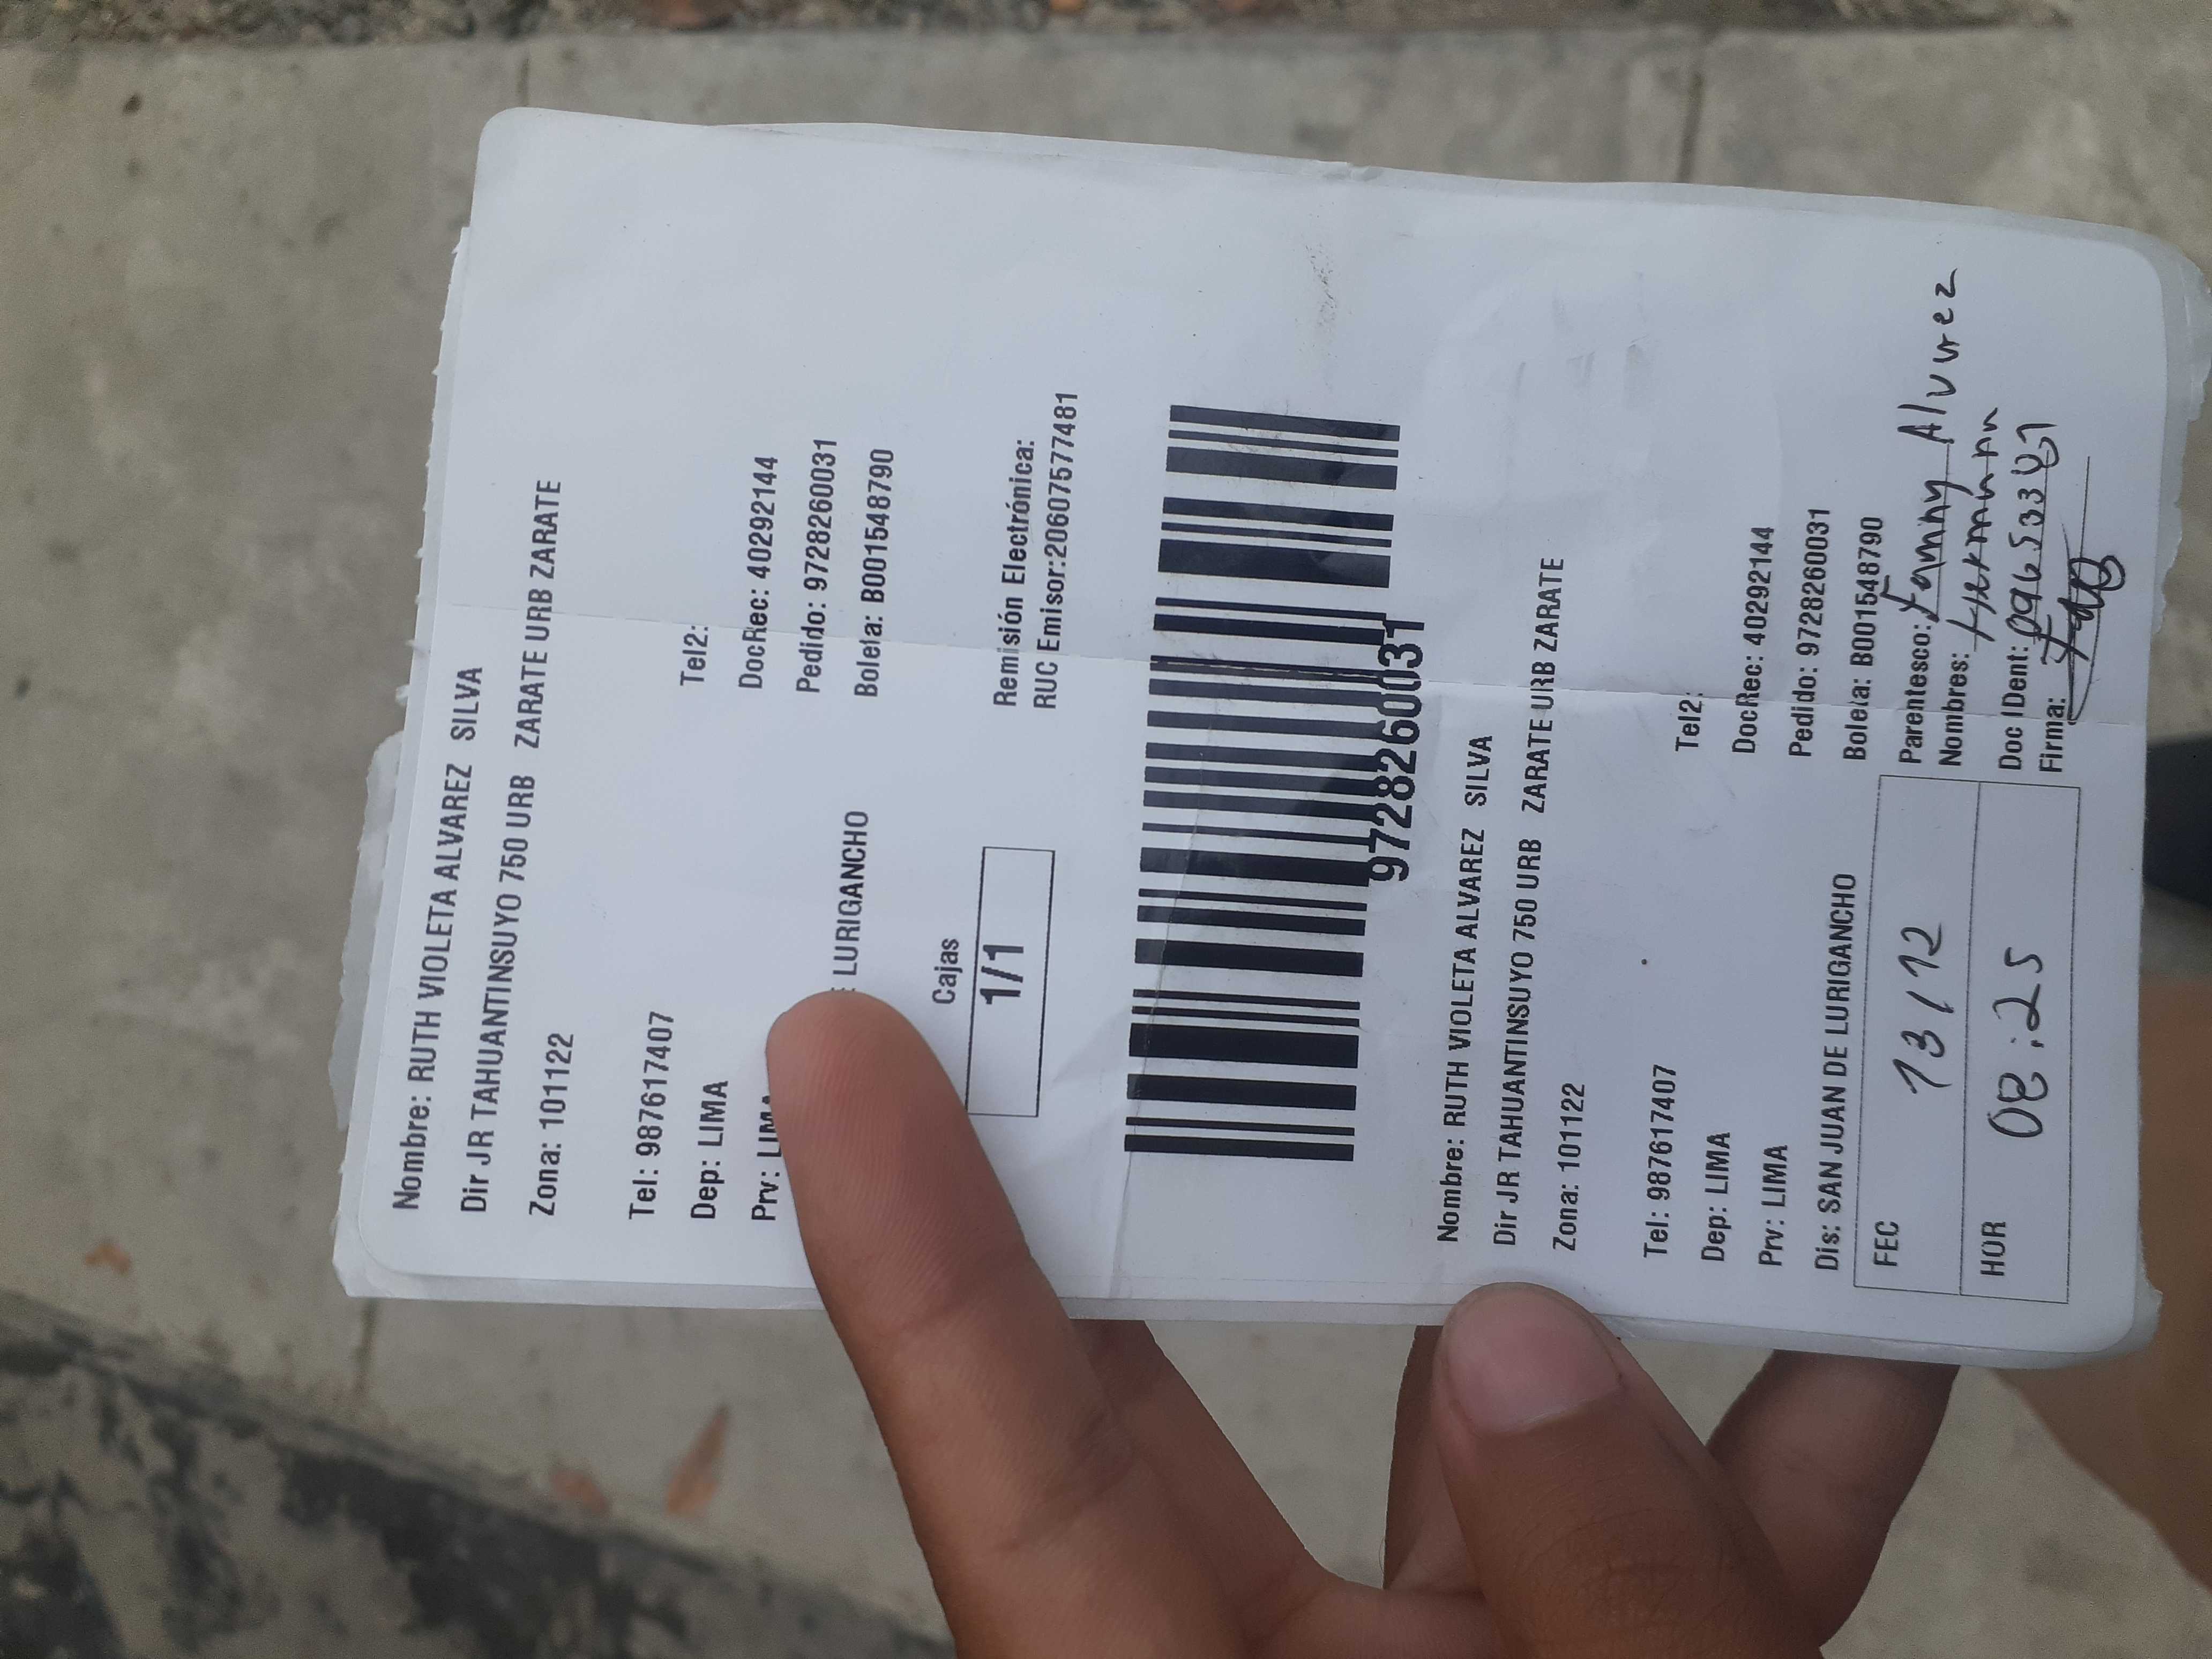 Nombre: RUTH VIOLETA ALVAREZ SILVA
Dir JR TAHUANTINSUYO 750 URB ZARATE URB ZARATE
Zona: 101122
Tel: 987617407 Tel2:
Dep: LIMA DocRec: 40292144
Prv: LIMA Pedido: 9728260031
LURIGANCHO Boleta: B001548790
Cajas
1/1
Remisión Electrónica:
RUC Emisor:20607577481
9728260031
Nombre: RUTH VIOLETA ALVAREZ SILVA
Dir JR TAHUANTINSUYO 750 URB ZARATE URB ZARATE
Zona: 101122
Tel: 987617407 Tel2:
Dep: LIMA DocRec: 40292144
Prv: LIMA Pedido: 9728260031
Dis: SAN JUAN DE LURIGANCHO Boleta: B001548790
FEC 13/12
HOR 08:25
Parentesco: Fanny Alvarez
Nombres:
Doc IDent:
Firma: